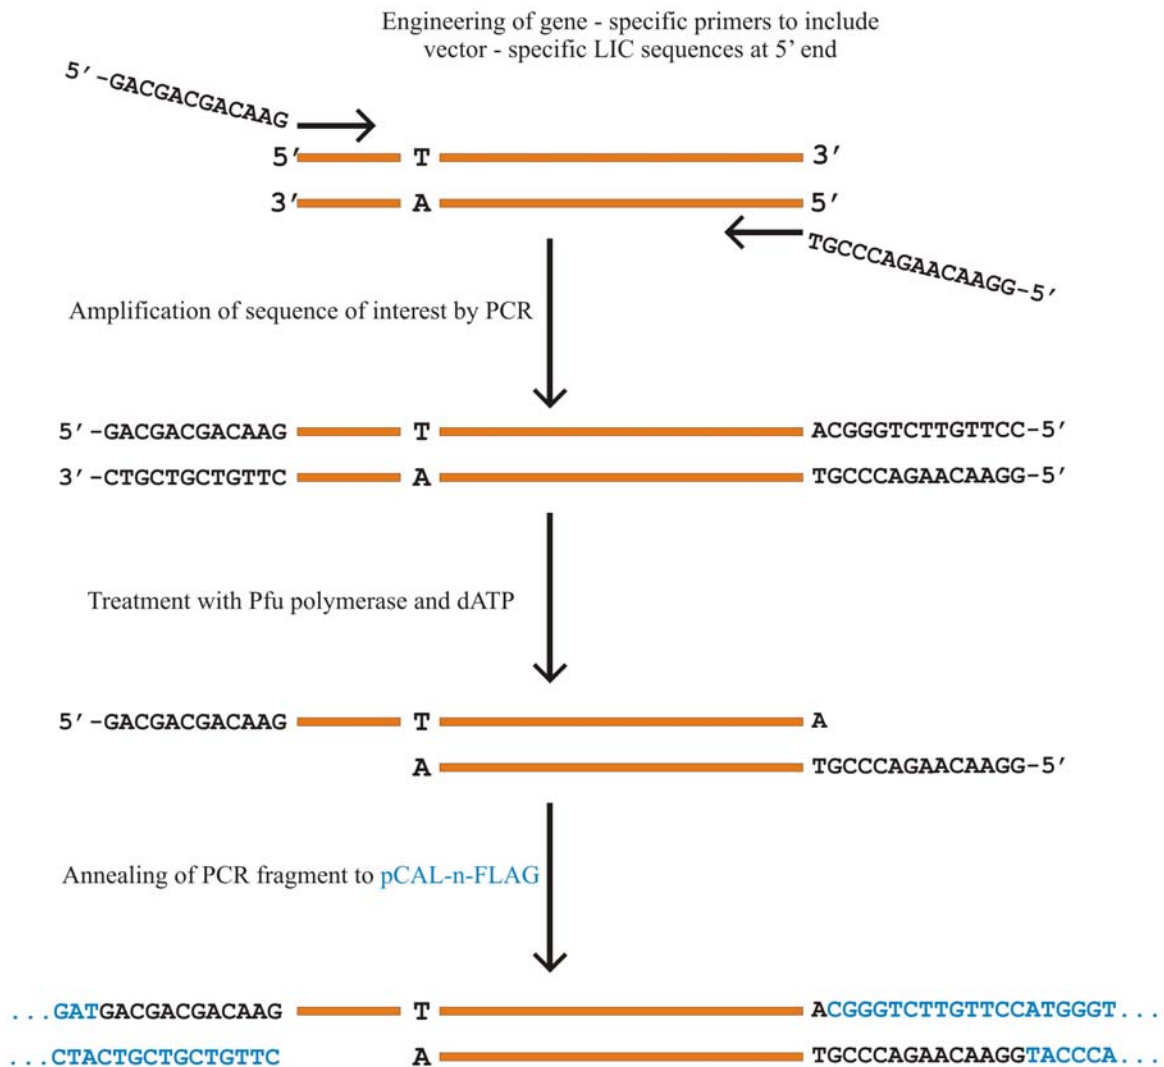 Engineering of gene - specific primers to include
vector - specific LIC sequences at 5' end
5'-GACGACGACAAG
5' T 3'
3' A 5'
TGCCCAGAACAAGG-5'
Amplification of sequence of interest by PCR
5'-GACGACGACAAG T ACGGGTCTTGTTCC-5'
3'-CTGCTGCTGTTC A TGCCCAGAACAAGG-5'
Treatment with Pfu polymerase and dATP
5'-GACGACGACAAG T A
A TGCCCAGAACAAGG-5'
Annealing of PCR fragment to pCAL-n-FLAG
...GATGACGACGACAAG T ACGGGTCTTGTTCCATGGGT...
...CTACTGCTGCTGTTC A TGCCCAGAACAAGGTACCCA...